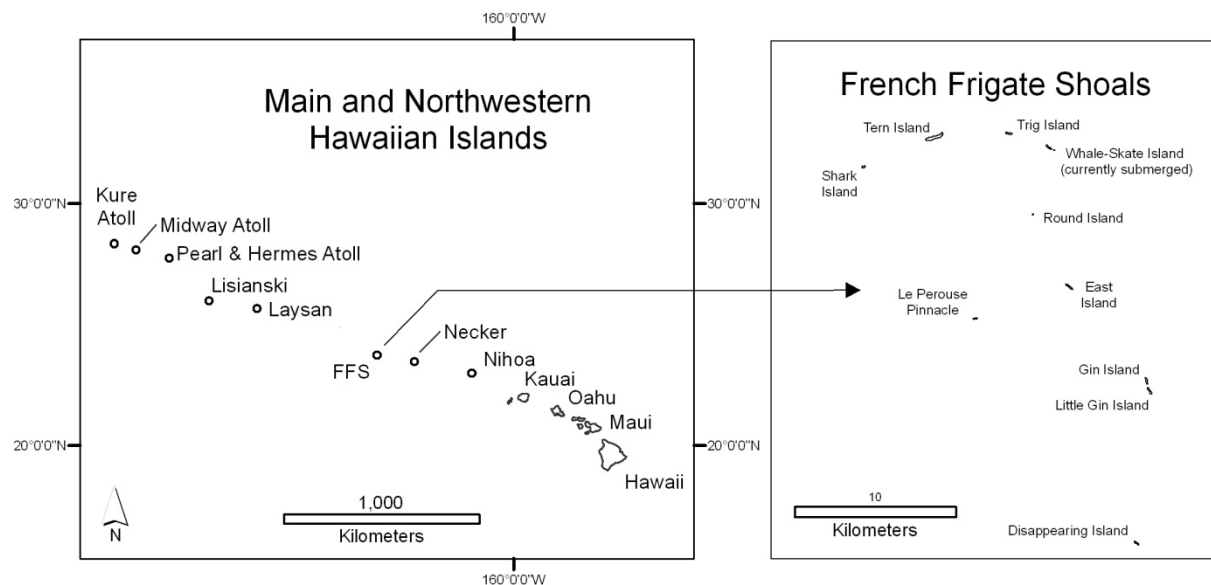 160°0'0"W
Main and Northwestern
Hawaiian Islands
30°0'0"N
30°0'0"N
Kure
Atoll
Midway Atoll
Pearl & Hermes Atoll
Lisianski
Laysan
FFS
Necker
Nihoa
Kauai
Oahu
Maui
Hawaii
20°0'0"N
20°0'0"N
N
1,000
Kilometers
160°0'0"W
French Frigate Shoals
Tern Island
Trig Island
Whale-Skate Island
(currently submerged)
Shark
Island
Round Island
Le Perouse
Pinnacle
East
Island
Gin Island
Little Gin Island
10
Kilometers
Disappearing Island